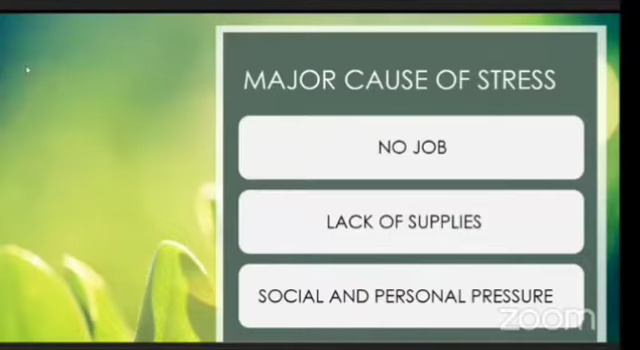 MAJOR CAUSE OF STRESS
NO JOB
LACK OF SUPPLIES
SOCIAL AND PERSONAL PRESSURE
zoom